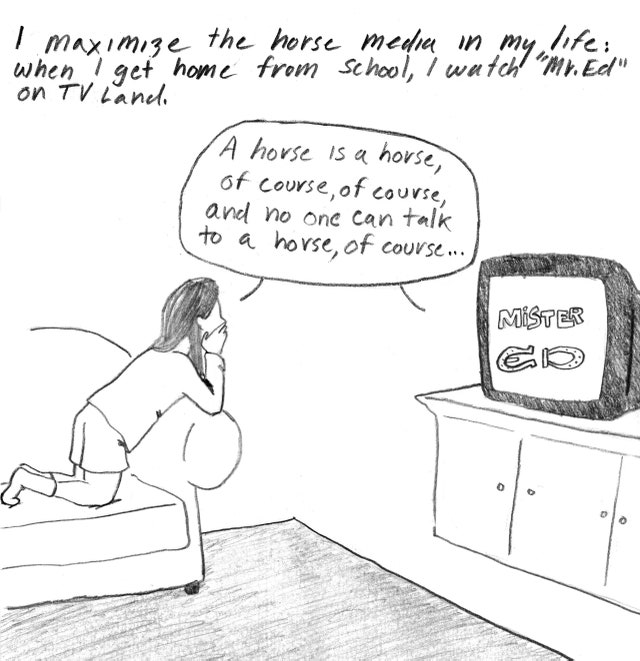 I maximize the horse media in my life:
when I get home from school, I watch "Mr. Ed"
on TV Land.
A horse is a horse,
of course, of course,
and no one can talk
to a horse, of course...
MiSTER
ED